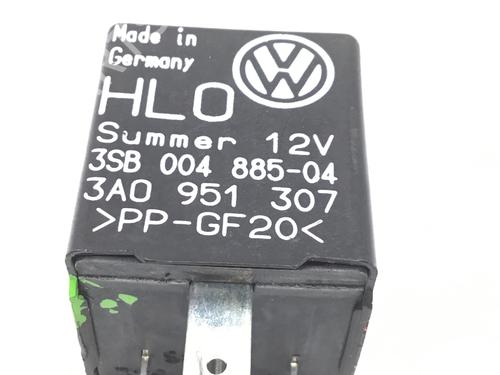 Made in
Germany
HLO
Summer 12V
3SB 004 885-04
3A0 951 307
>PP-GF20<